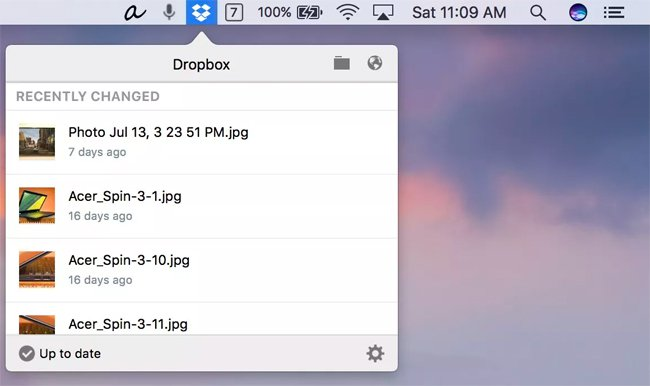 a
7
100%
Sat 11:09 AM
Dropbox
RECENTLY CHANGED
Photo Jul 13, 3 23 51 PM.jpg
7 days ago
Acer_Spin-3-1.jpg
16 days ago
Acer_Spin-3-10.jpg
16 days ago
Acer_Spin-3-11.jpg
Up to date